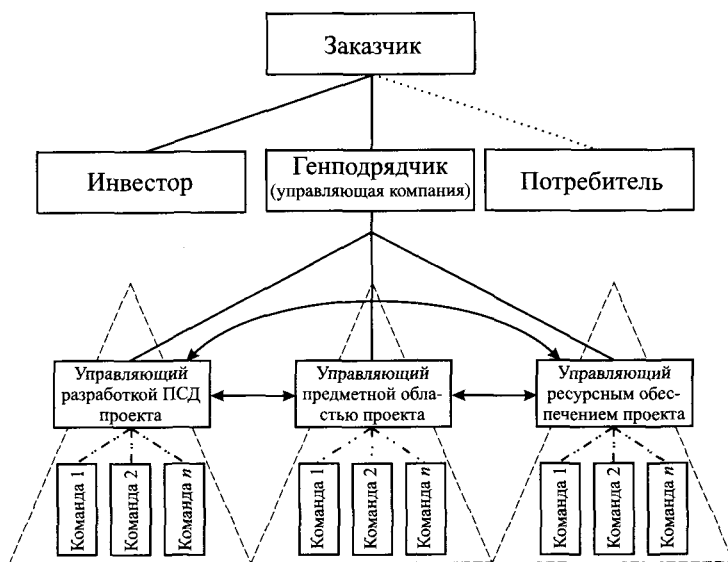 Заказчик
Инвестор
Генподрядчик
(управляющая компания)
Потребитель
Управляющий
разработкой ПСД
проекта
Управляющий
предметной обла-
стью проекта
Управляющий
ресурсным обес-
печением проекта
Команда 1
Команда 2
Команда n
Команда 1
Команда 2
Команда n
Команда 1
Команда 2
Команда n